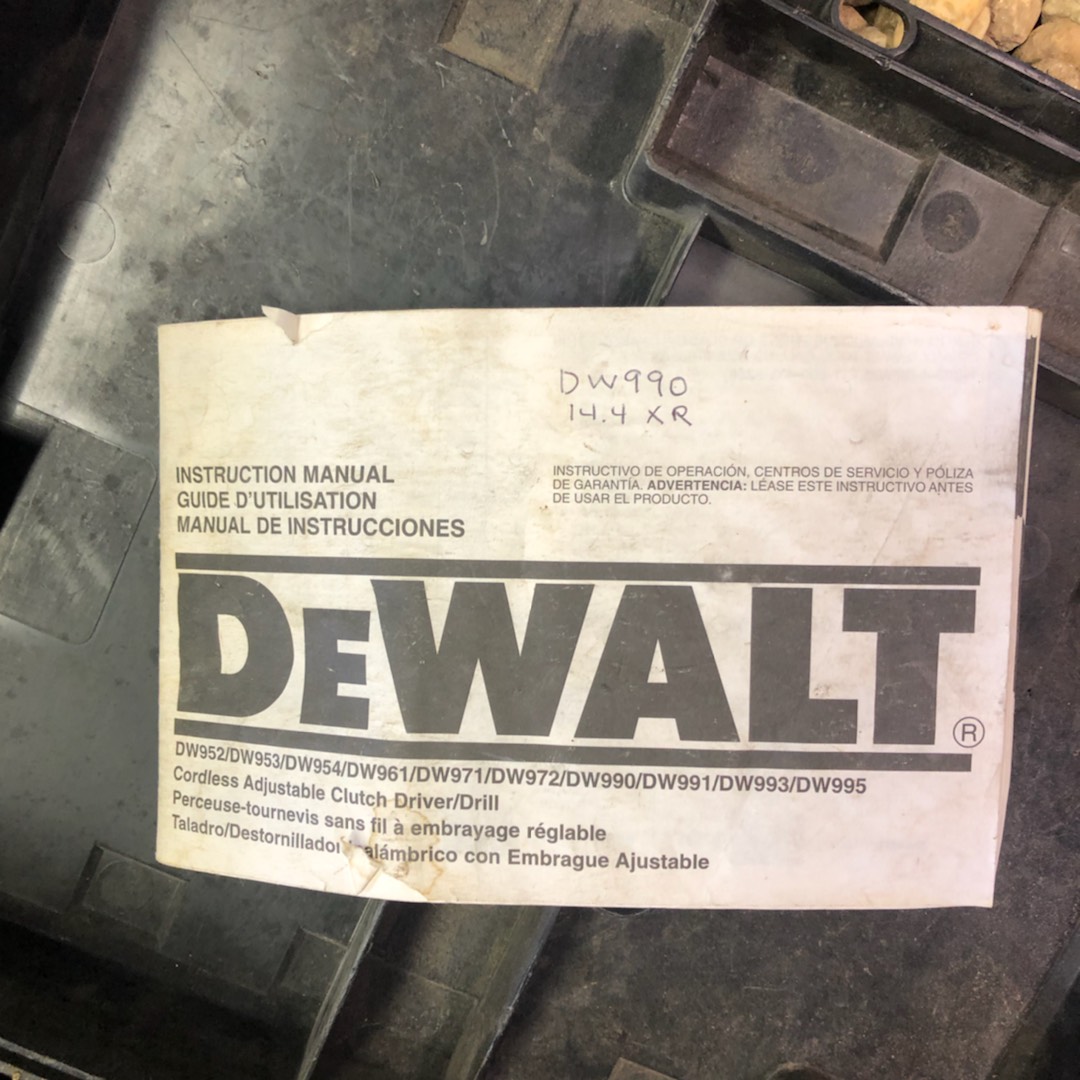 DW990
14.4 XR
INSTRUCTION MANUAL
GUIDE D'UTILISATION
MANUAL DE INSTRUCCIONES
INSTRUCTIVO DE OPERACIÓN, CENTROS DE SERVICIO Y PÓLIZA
DE GARANTÍA. ADVERTENCIA: LÉASE ESTE INSTRUCTIVO ANTES
DE USAR EL PRODUCTO.
DEWALT®
DW952/DW953/DW954/DW961/DW971/DW972/DW990/DW991/DW993/DW995
Cordless Adjustable Clutch Driver/Drill
Perceuse-tournevis sans fil à embrayage réglable
Taladro/Destornillador alámbrico con Embrague Ajustable